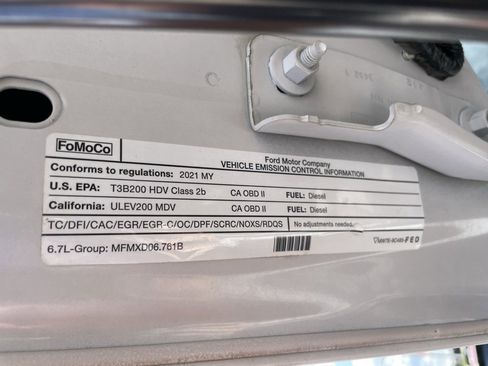 FoMoCo
Ford Motor Company
VEHICLE EMISSION CONTROL INFORMATION
Conforms to regulations: 2021 MY
U.S. EPA: T3B200 HDV Class 2b CA OBD II FUEL: Diesel
California: ULEV200 MDV CA OBD II FUEL: Diesel
TC/DFI/CAC/EGR/EGR-C/OC/DPF/SCRC/NOXS/RDQS No adjustments needed.
6.7L-Group: MFMXD06.761B
FED